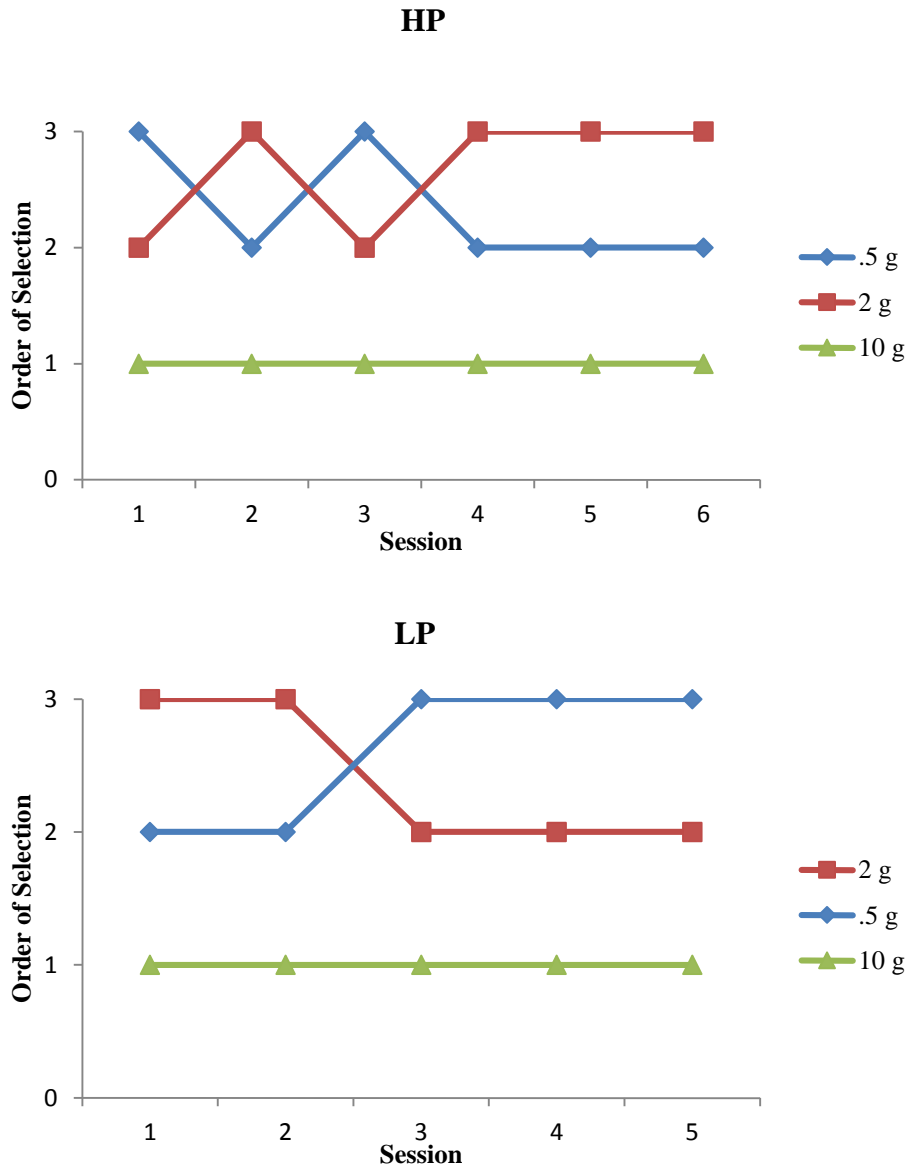 HP
3
2
1
0
Order of Selection
1 2 3 4 5 6
Session
.5 g
2 g
10 g
LP
3
2
1
0
Order of Selection
1 2 3 4 5
Session
2 g
.5 g
10 g